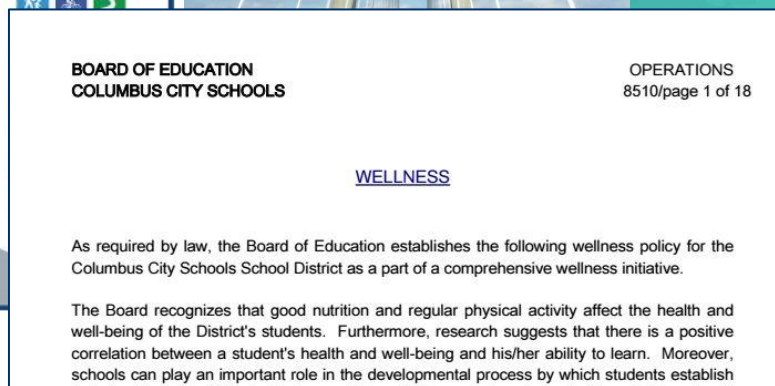 BOARD OF EDUCATION
OPERATIONS
COLUMBUS CITY SCHOOLS
8510/page 1 of 18
WELLNESS
As required by law, the Board of Education establishes the following wellness policy for the
Columbus City Schools School District as a part of a comprehensive wellness initiative.
The Board recognizes that good nutrition and regular physical activity affect the health and
well-being of the District's students. Furthermore, research suggests that there is a positive
correlation between a student's health and well-being and his/her ability to learn. Moreover,
schools can play an important role in the developmental process by which students establish